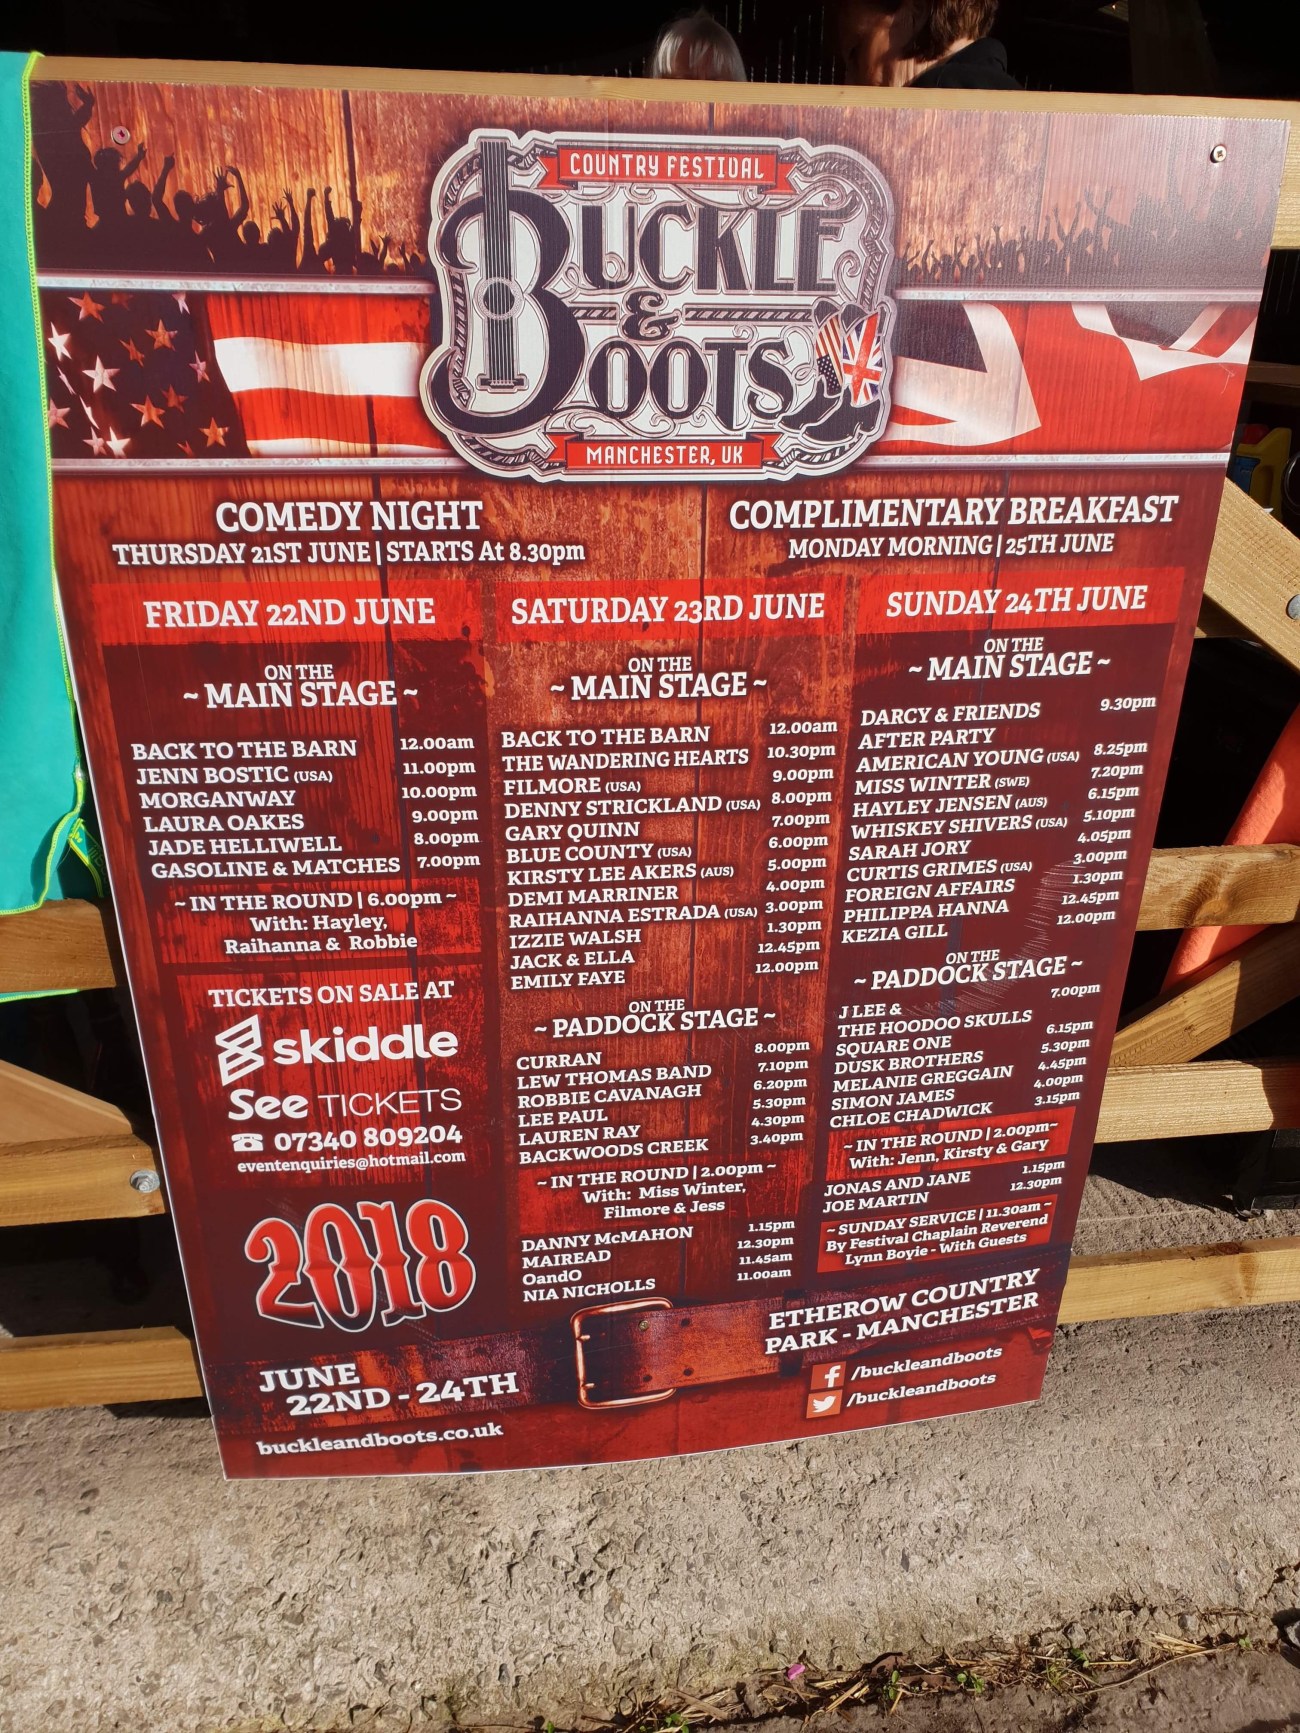 COUNTRY FESTIVAL
BUCKLE
&
BOOTS
MANCHESTER, UK
COMEDY NIGHT
THURSDAY 21ST JUNE | STARTS At 8.30pm
COMPLIMENTARY BREAKFAST
MONDAY MORNING | 25TH JUNE
FRIDAY 22ND JUNE
ON THE
~ MAIN STAGE ~
BACK TO THE BARN 12.00am
JENN BOSTIC (USA) 11.00pm
MORGANWAY 10.00pm
LAURA OAKES 9.00pm
JADE HELLIWELL 8.00pm
GASOLINE & MATCHES 7.00pm
~ IN THE ROUND | 6.00pm ~
With: Hayley,
Raihanna & Robbie
TICKETS ON SALE AT
skiddle
See TICKETS
☎ 07340 809204
eventenquiries@hotmail.com
2018
JUNE
22ND - 24TH
buckleandboots.co.uk
SATURDAY 23RD JUNE
ON THE
~ MAIN STAGE ~
BACK TO THE BARN 12.00am
THE WANDERING HEARTS 10.30pm
FILMORE (USA) 9.00pm
DENNY STRICKLAND (USA) 8.00pm
GARY QUINN 7.00pm
BLUE COUNTY (USA) 6.00pm
KIRSTY LEE AKERS (AUS) 5.00pm
DEMI MARRINER 4.00pm
RAIHANNA ESTRADA (USA) 3.00pm
IZZIE WALSH 1.30pm
JACK & ELLA 12.45pm
EMILY FAYE 12.00pm
ON THE
~ PADDOCK STAGE ~
CURRAN 8.00pm
LEW THOMAS BAND 7.10pm
ROBBIE CAVANAGH 6.20pm
LEE PAUL 5.30pm
LAUREN RAY 4.30pm
BACKWOODS CREEK 3.40pm
~ IN THE ROUND | 2.00pm ~
With: Miss Winter,
Filmore & Jess
DANNY McMAHON 1.15pm
MAIREAD 12.30pm
OandO 11.45am
NIA NICHOLLS 11.00am
SUNDAY 24TH JUNE
ON THE
~ MAIN STAGE ~
DARCY & FRIENDS 9.30pm
AFTER PARTY
AMERICAN YOUNG (USA) 8.25pm
MISS WINTER (SWE) 7.20pm
HAYLEY JENSEN (AUS) 6.15pm
WHISKEY SHIVERS (USA) 5.10pm
SARAH JORY 4.05pm
CURTIS GRIMES (USA) 3.00pm
FOREIGN AFFAIRS 1.30pm
PHILIPPA HANNA 12.45pm
KEZIA GILL 12.00pm
ON THE
~ PADDOCK STAGE ~
J LEE & 7.00pm
THE HOODOO SKULLS
SQUARE ONE 6.15pm
DUSK BROTHERS 5.30pm
MELANIE GREGGAIN 4.45pm
SIMON JAMES 4.00pm
CHLOE CHADWICK 3.15pm
~ IN THE ROUND | 2.00pm~
With: Jenn, Kirsty & Gary
JONAS AND JANE 1.15pm
JOE MARTIN 12.30pm
~ SUNDAY SERVICE | 11.30am ~
By Festival Chaplain Reverend
Lynn Boyle - With Guests
ETHEROW COUNTRY
PARK - MANCHESTER
/buckleandboots
/buckleandboots